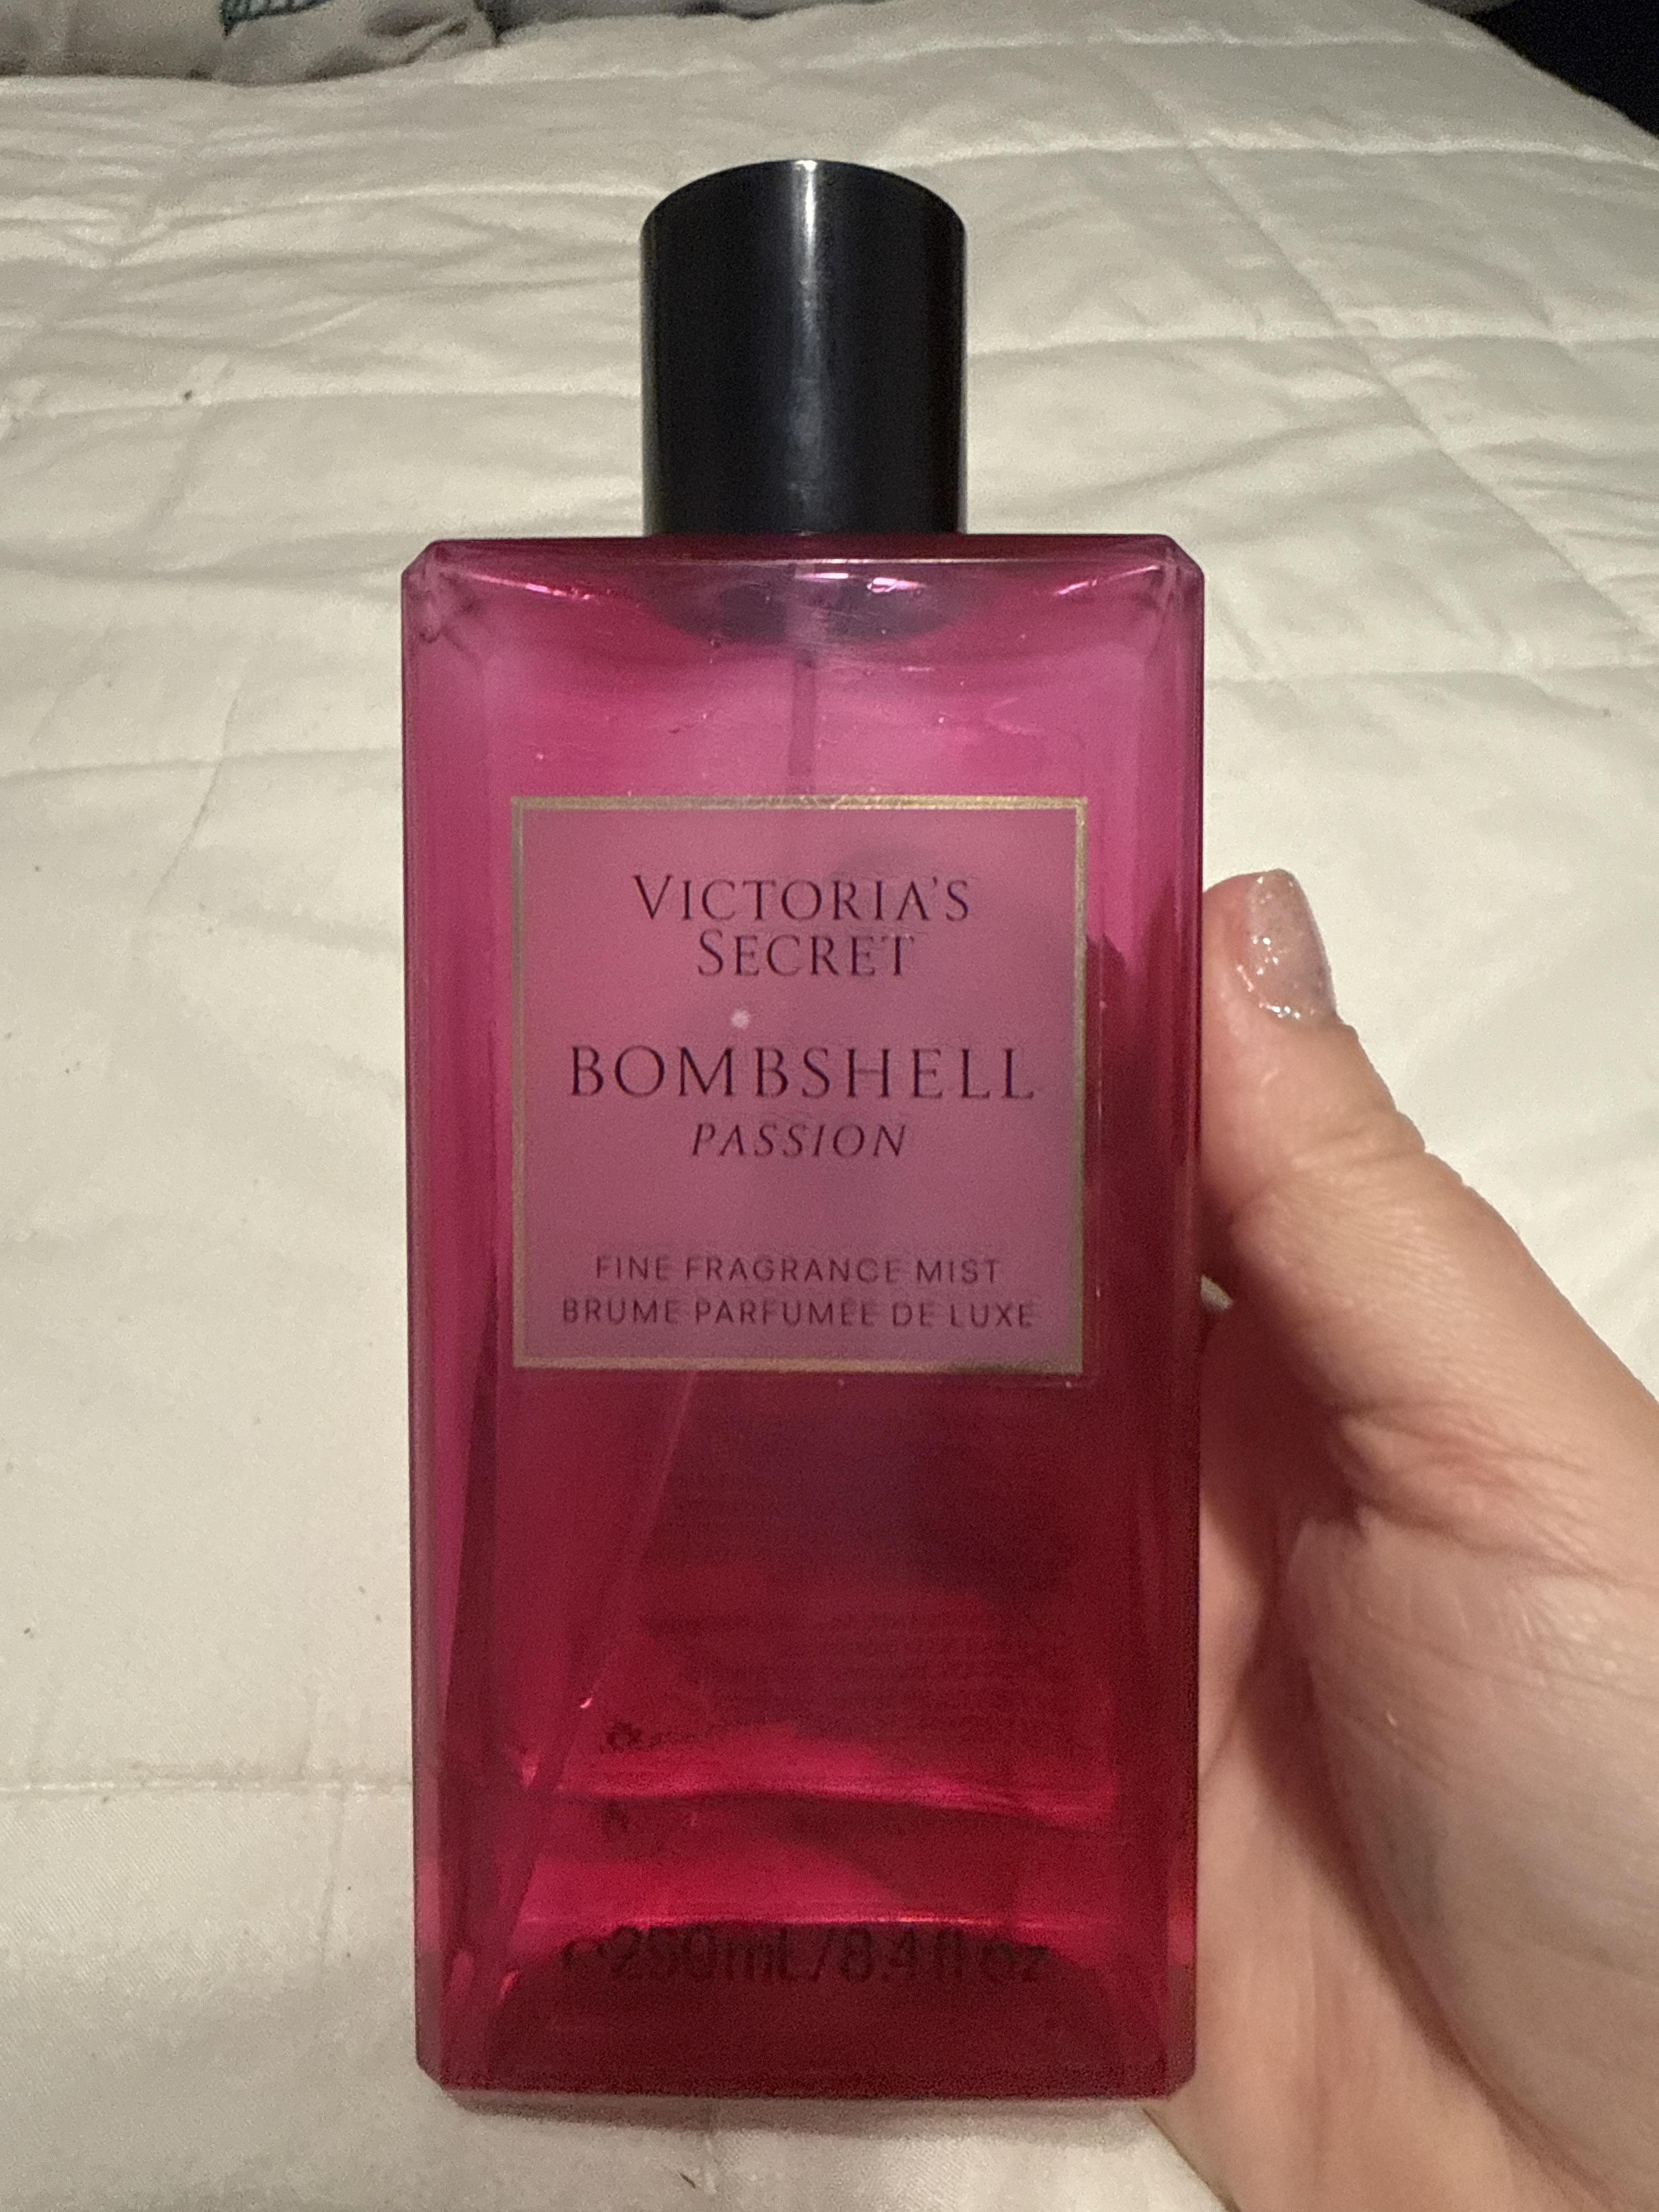 VICTORIA'S
SECRET
BOMBSHELL
PASSION
FINE FRAGRANCE MIST
BRUME PARFUMÉE DE LUXE
℮250mL/8.4 fl oz